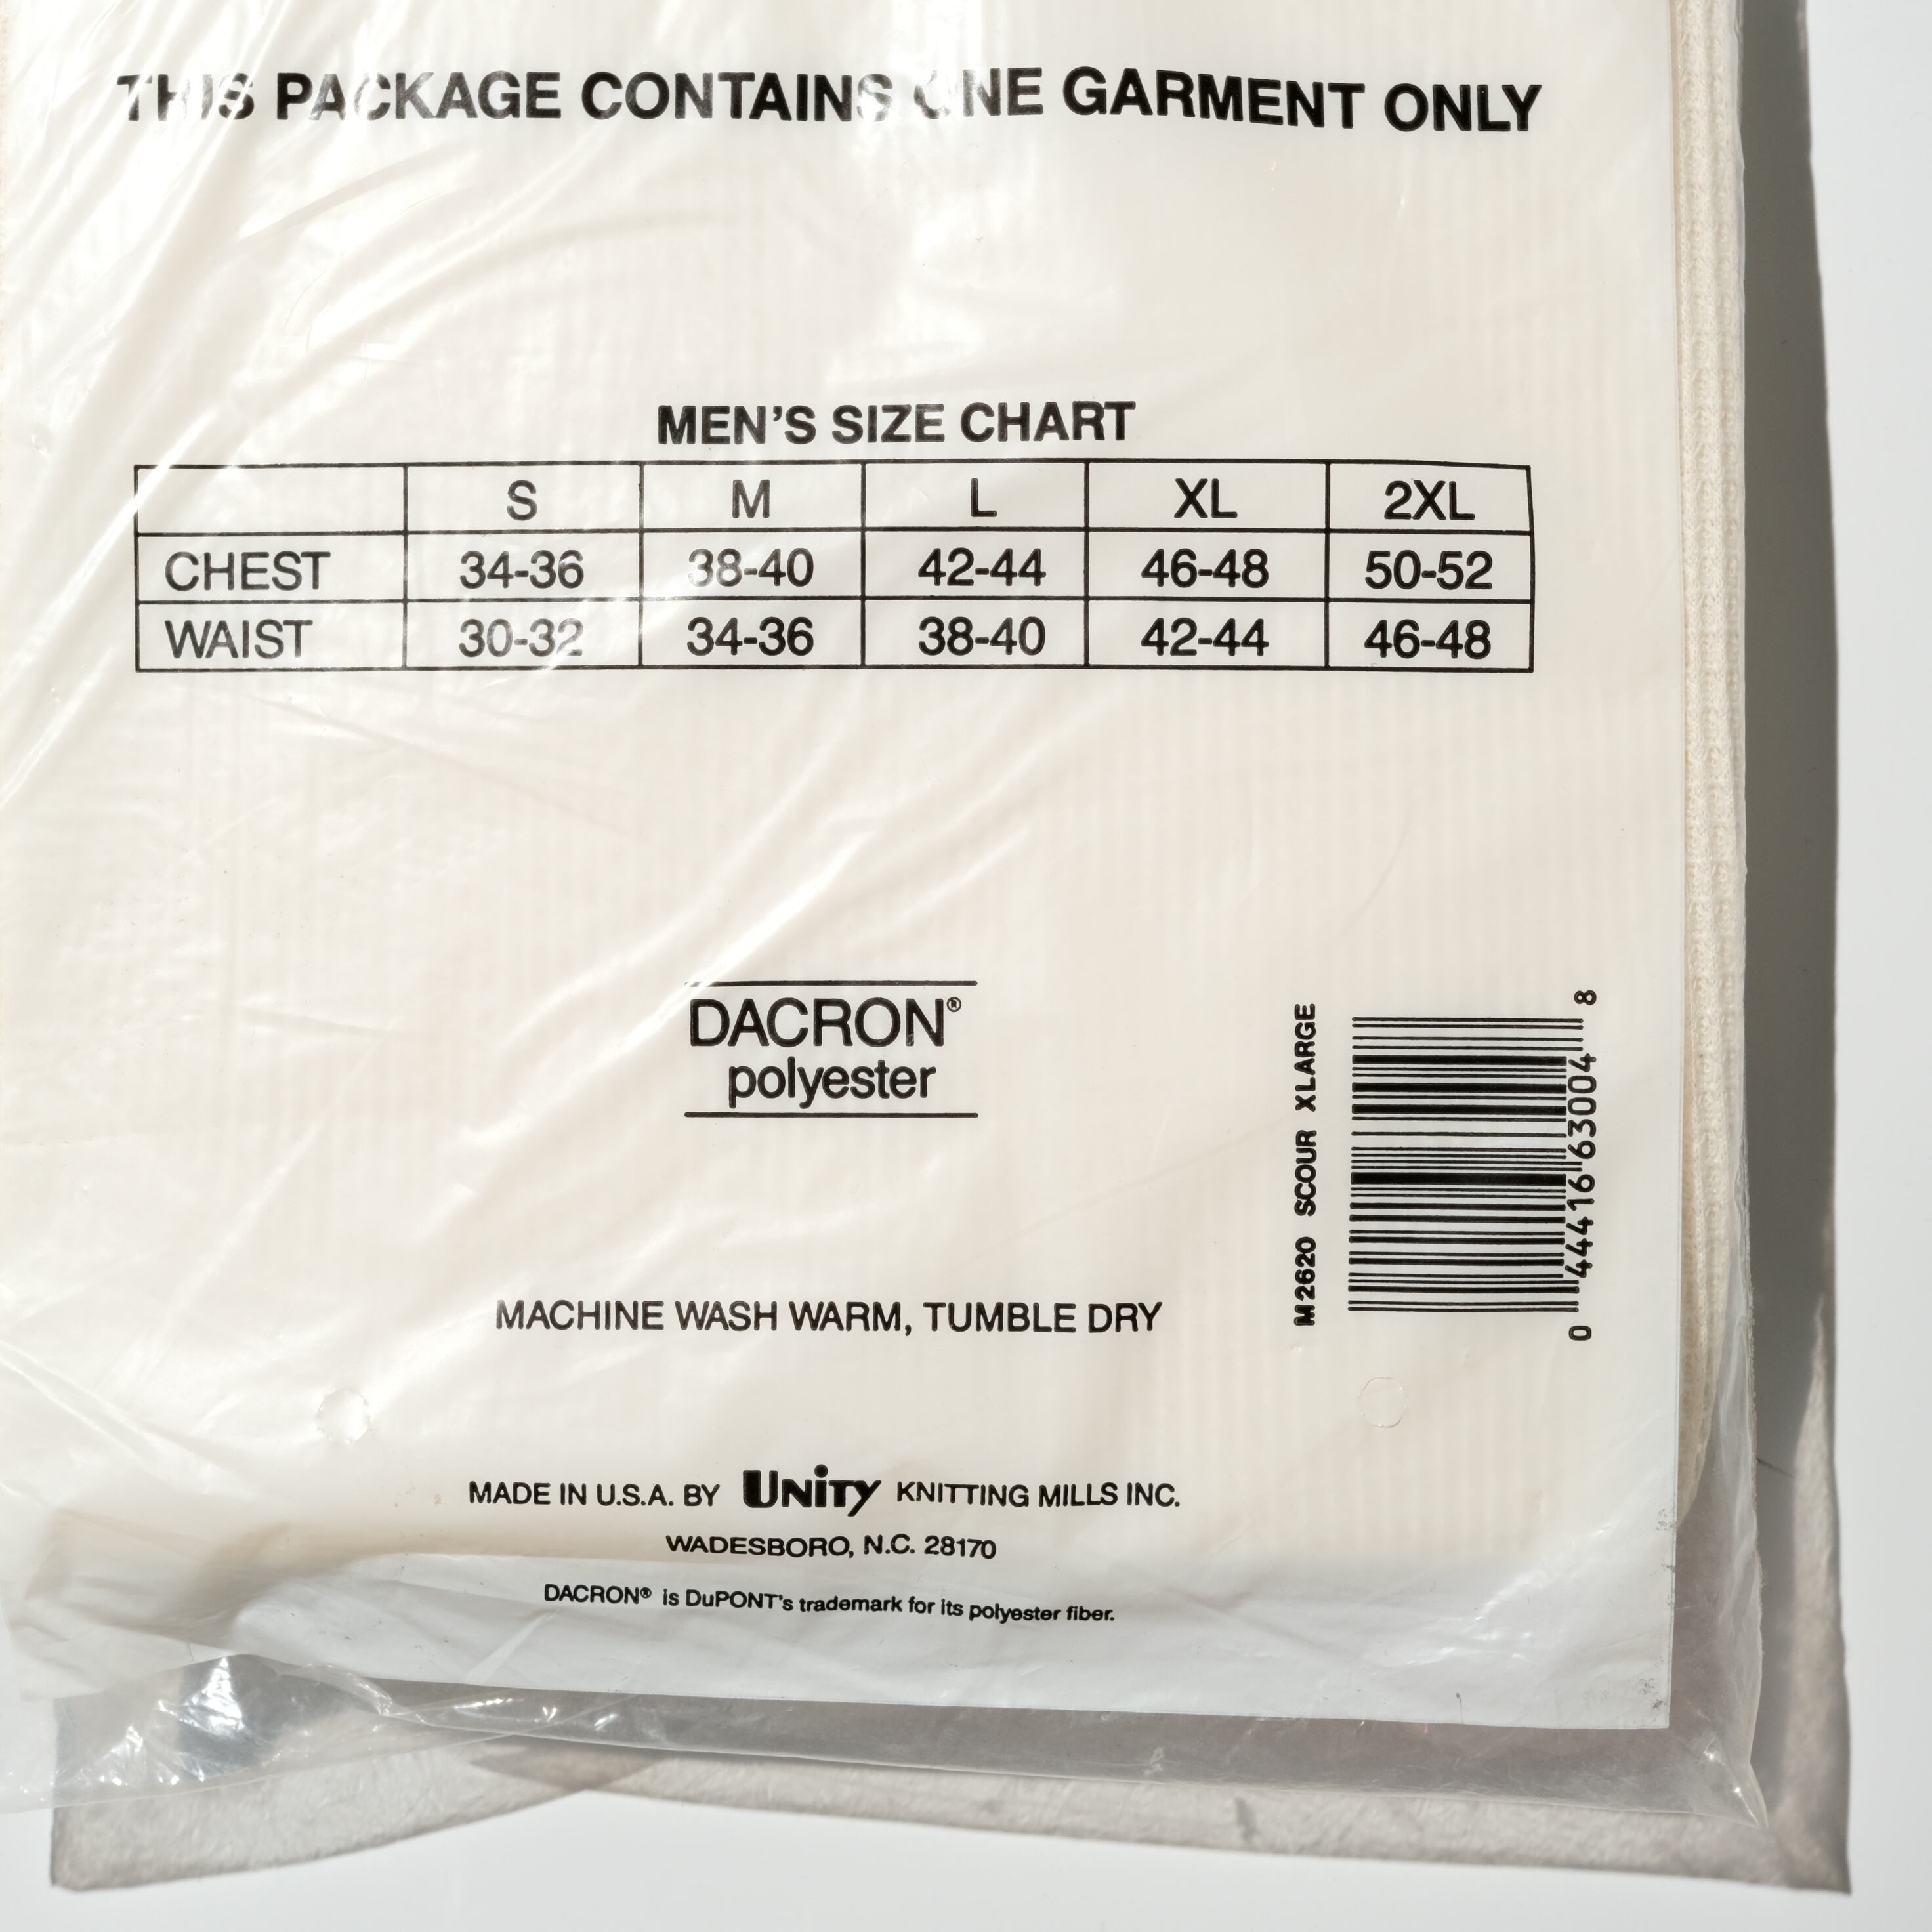 THIS PACKAGE CONTAINS ONE GARMENT ONLY
MEN'S SIZE CHART
S M L XL 2XL
CHEST 34-36 38-40 42-44 46-48 50-52
WAIST 30-32 34-36 38-40 42-44 46-48
DACRON®
polyester
M2620 SCOUR XLARGE
0 44416 63004 8
MACHINE WASH WARM, TUMBLE DRY
MADE IN U.S.A. BY UNiTY KNITTING MILLS INC.
WADESBORO, N.C. 28170
DACRON® is DuPONT's trademark for its polyester fiber.